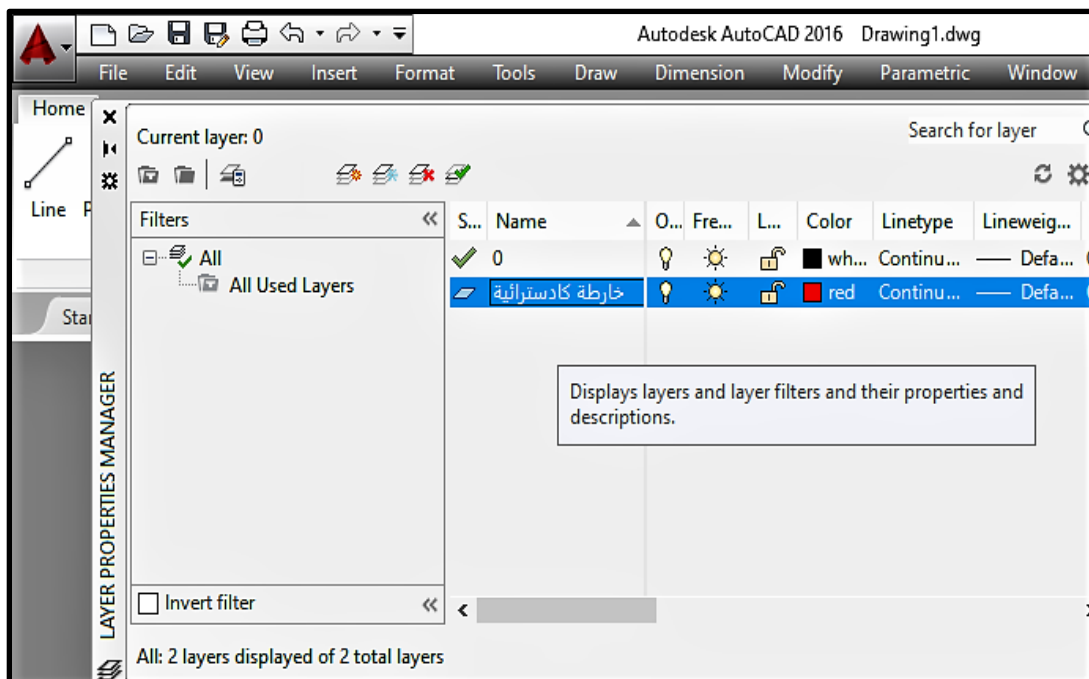 Autodesk AutoCAD 2016 Drawing1.dwg
File Edit View Insert Format Tools Draw Dimension Modify Parametric Window
Home
Line
Current layer: 0
Search for layer
Filters
All
All Used Layers
S... Name O... Fre... L... Color Linetype Lineweig...
0 wh... Continu... Defa...
خارطة كادسترائية red Continu... Defa...
Displays layers and layer filters and their properties and
descriptions.
Invert filter
All: 2 layers displayed of 2 total layers
LAYER PROPERTIES MANAGER